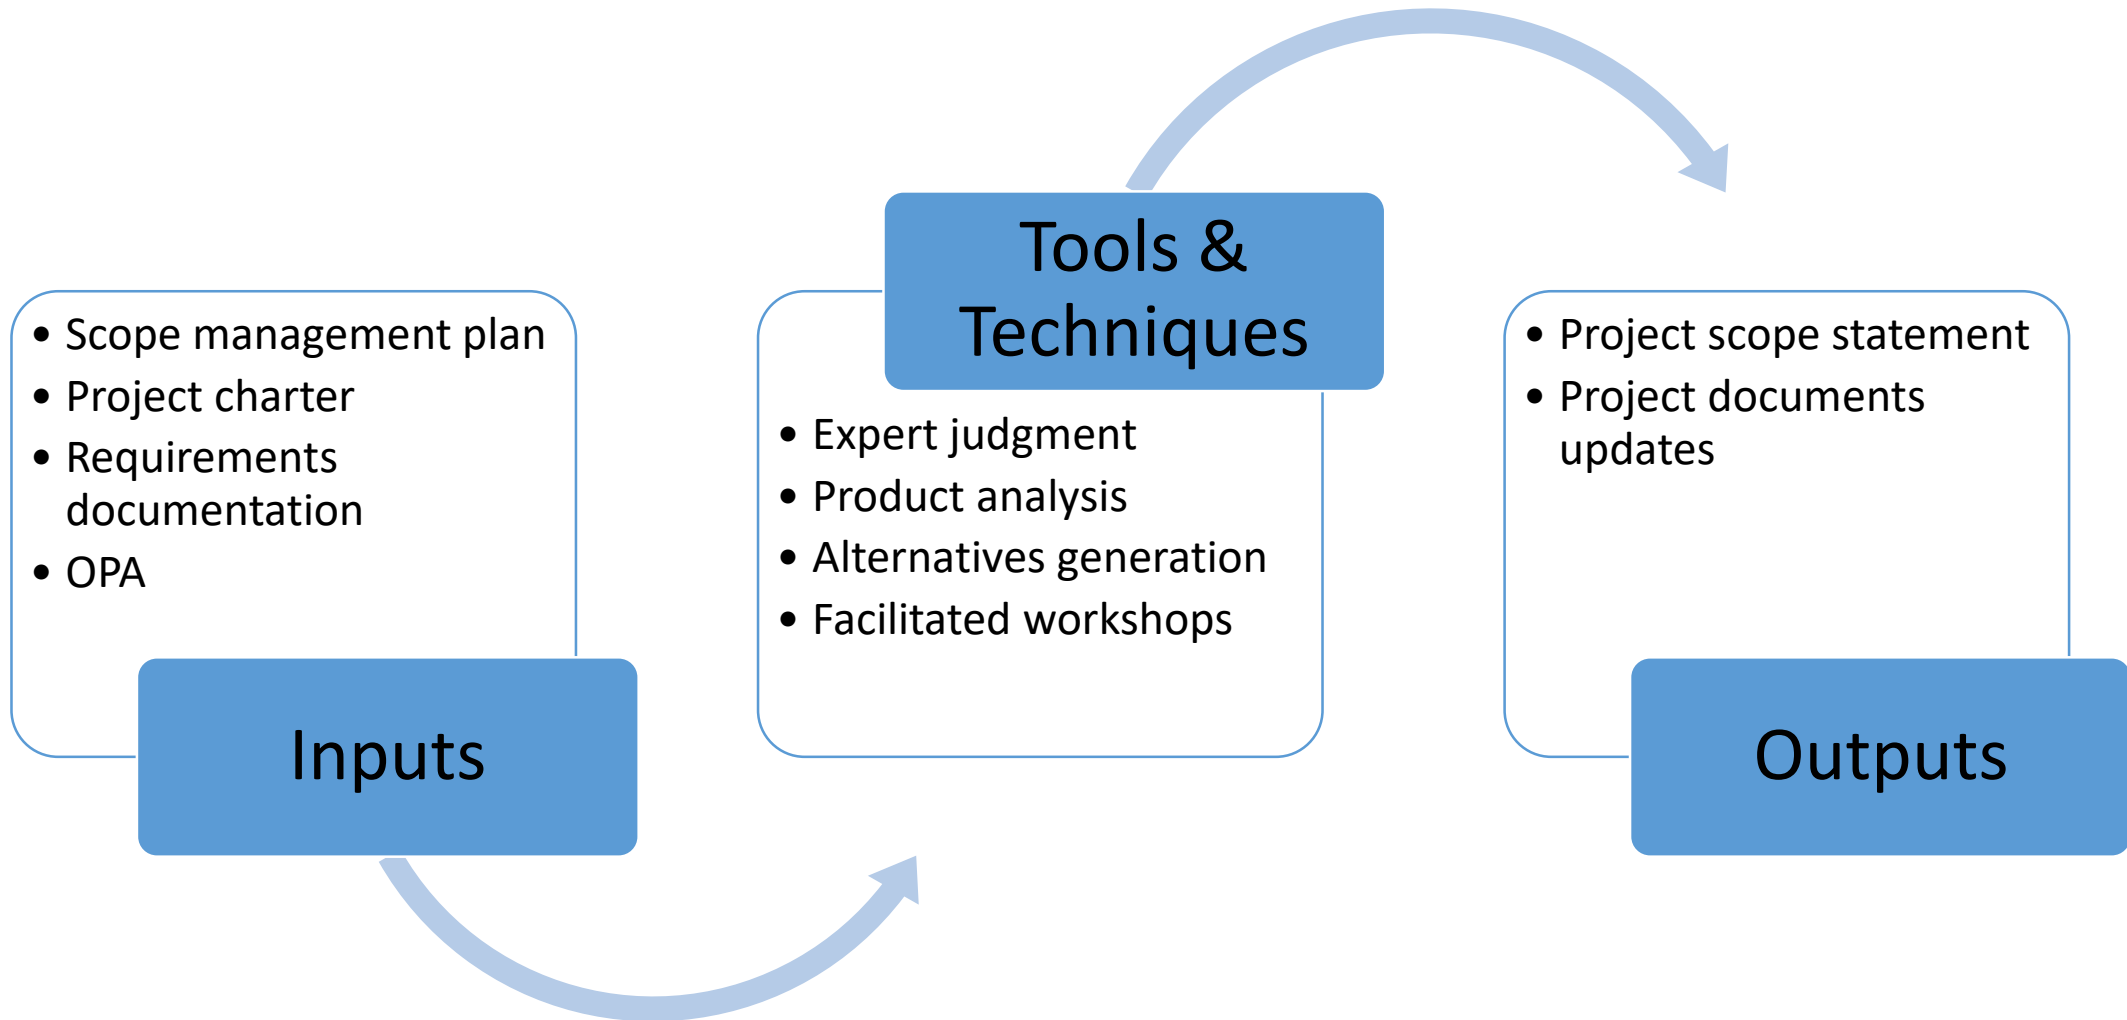 • Scope management plan
• Project charter
• Requirements
documentation
• OPA
Inputs
Tools &
Techniques
• Expert judgment
• Product analysis
• Alternatives generation
• Facilitated workshops
• Project scope statement
• Project documents
updates
Outputs